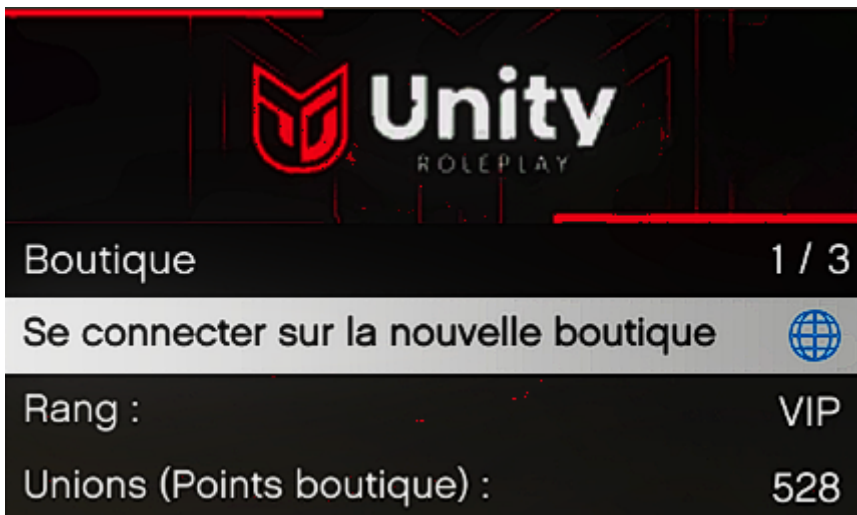 Unity
ROLEPLAY
Boutique 1 / 3
Se connecter sur la nouvelle boutique
Rang : VIP
Unions (Points boutique) : 528